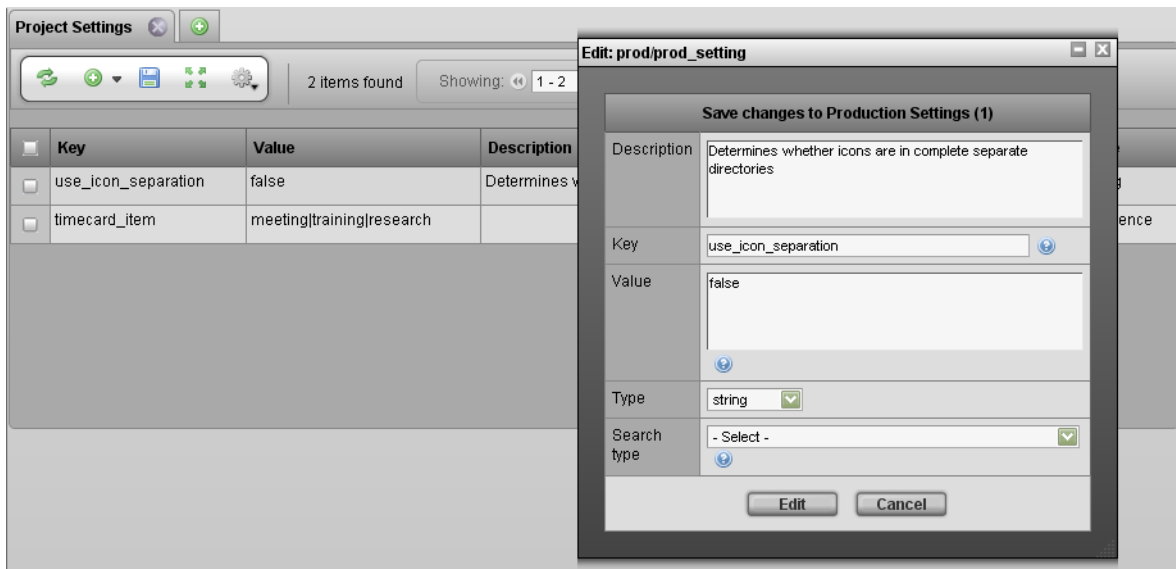 Project Settings
2 items found
Showing:
1 - 2
Key
Value
Description
use_icon_separation
false
Determines
timecard_item
meeting|training|research
ence
Edit: prod/prod_setting
Save changes to Production Settings (1)
Description
Determines whether icons are in complete separate
directories
Key
use_icon_separation
Value
false
Type
string
Search
type
- Select -
Edit
Cancel